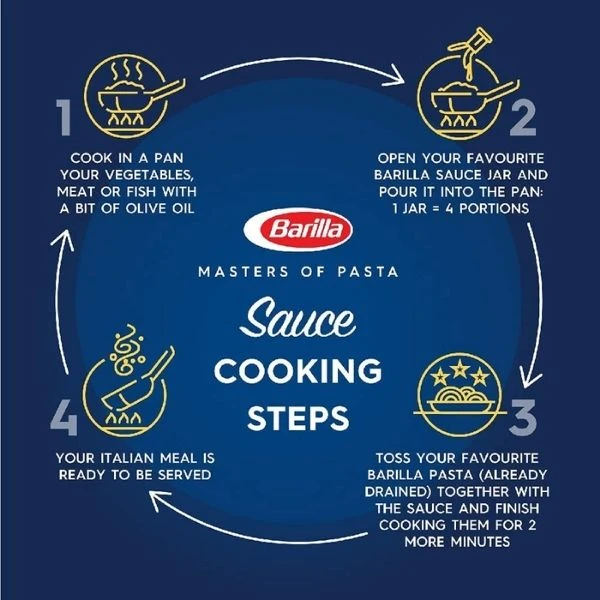 1
COOK IN A PAN
YOUR VEGETABLES,
MEAT OR FISH WITH
A BIT OF OLIVE OIL
2
OPEN YOUR FAVOURITE
BARILLA SAUCE JAR AND
POUR IT INTO THE PAN:
1 JAR = 4 PORTIONS
Barilla
MASTERS OF PASTA
Sauce
COOKING
STEPS
3
TOSS YOUR FAVOURITE
BARILLA PASTA (ALREADY
DRAINED) TOGETHER WITH
THE SAUCE AND FINISH
COOKING THEM FOR 2
MORE MINUTES
4
YOUR ITALIAN MEAL IS
READY TO BE SERVED